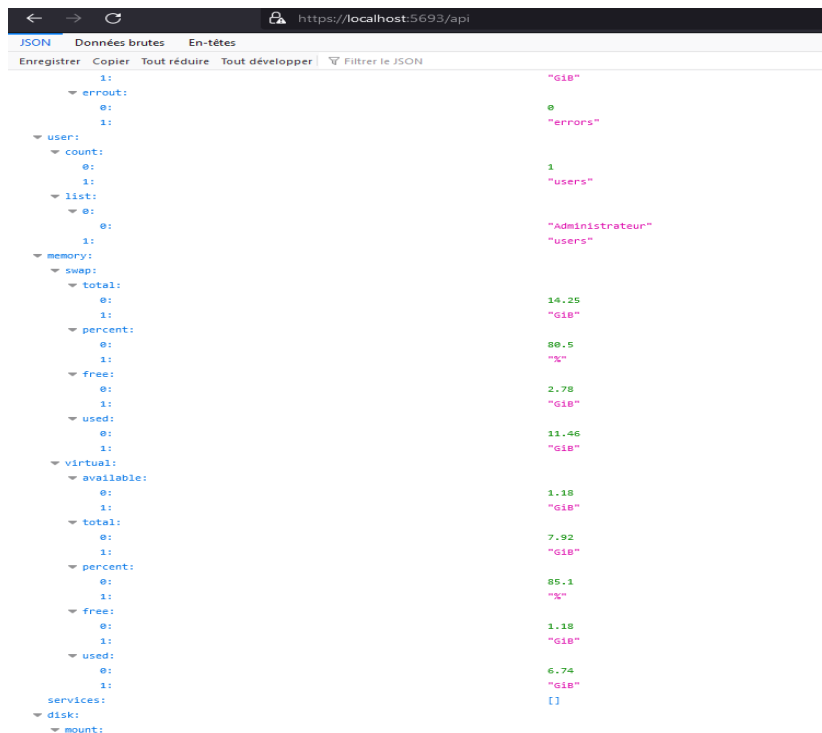 https://localhost:5693/api
JSON Données brutes En-têtes
Enregistrer Copier Tout réduire Tout développer Filtrer le JSON
1: "GiB"
errout:
0: 0
1: "errors"
user:
count:
0: 1
1: "users"
list:
0:
0: "Administrateur"
1: "users"
memory:
swap:
total:
0: 14.25
1: "GiB"
percent:
0: 80.5
1: "%"
free:
0: 2.78
1: "GiB"
used:
0: 11.46
1: "GiB"
virtual:
available:
0: 1.18
1: "GiB"
total:
0: 7.92
1: "GiB"
percent:
0: 85.1
1: "%"
free:
0: 1.18
1: "GiB"
used:
0: 6.74
1: "GiB"
services: []
disk:
mount: